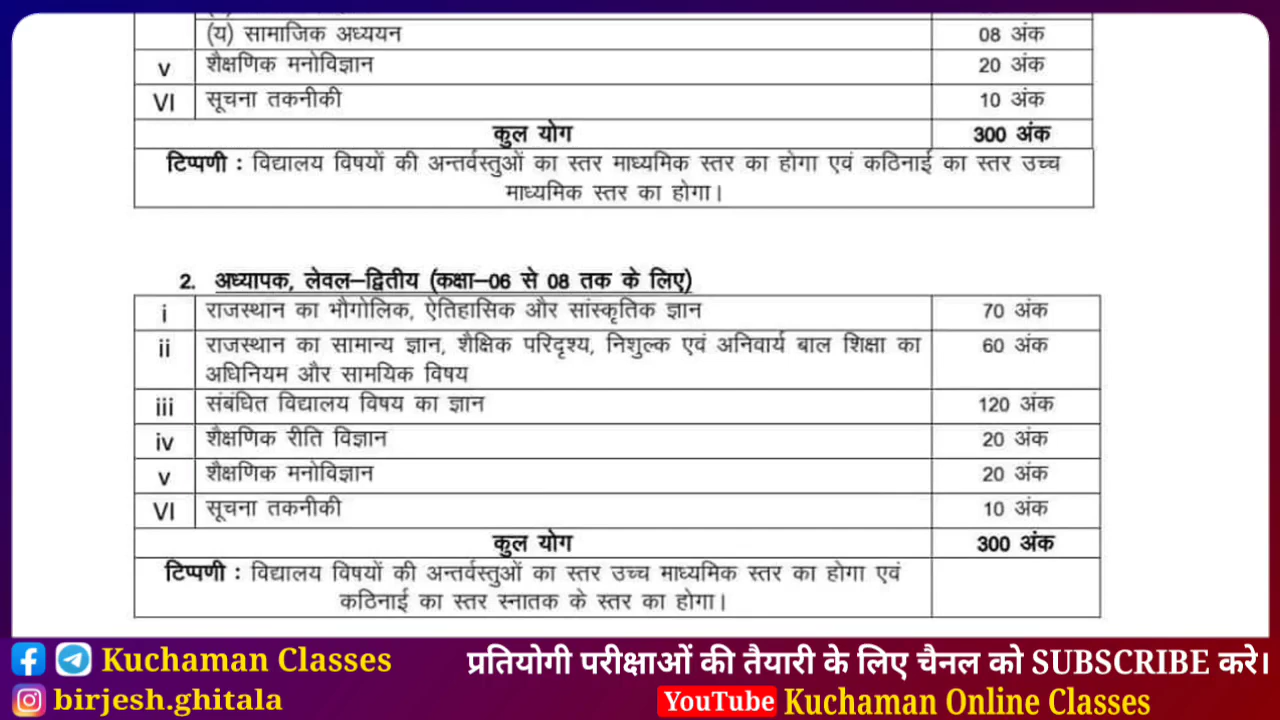 (य) सामाजिक अध्ययन 08 अंक
v शैक्षणिक मनोविज्ञान 20 अंक
VI सूचना तकनीकी 10 अंक
कुल योग 300 अंक
टिप्पणी : विद्यालय विषयों की अन्तर्वस्तुओं का स्तर माध्यमिक स्तर का होगा एवं कठिनाई का स्तर उच्च
माध्यमिक स्तर का होगा।
2. अध्यापक, लेवल–द्वितीय (कक्षा–06 से 08 तक के लिए)
i राजस्थान का भौगोलिक, ऐतिहासिक और सांस्कृतिक ज्ञान 70 अंक
ii राजस्थान का सामान्य ज्ञान, शैक्षिक परिदृश्य, निशुल्क एवं अनिवार्य बाल शिक्षा का 60 अंक
अधिनियम और सामयिक विषय
iii संबंधित विद्यालय विषय का ज्ञान 120 अंक
iv शैक्षणिक रीति विज्ञान 20 अंक
v शैक्षणिक मनोविज्ञान 20 अंक
VI सूचना तकनीकी 10 अंक
कुल योग 300 अंक
टिप्पणी : विद्यालय विषयों की अन्तर्वस्तुओं का स्तर उच्च माध्यमिक स्तर का होगा एवं
कठिनाई का स्तर स्नातक के स्तर का होगा।
Kuchaman Classes प्रतियोगी परीक्षाओं की तैयारी के लिए चैनल को SUBSCRIBE करे।
birjesh.ghitala YouTube Kuchaman Online Classes